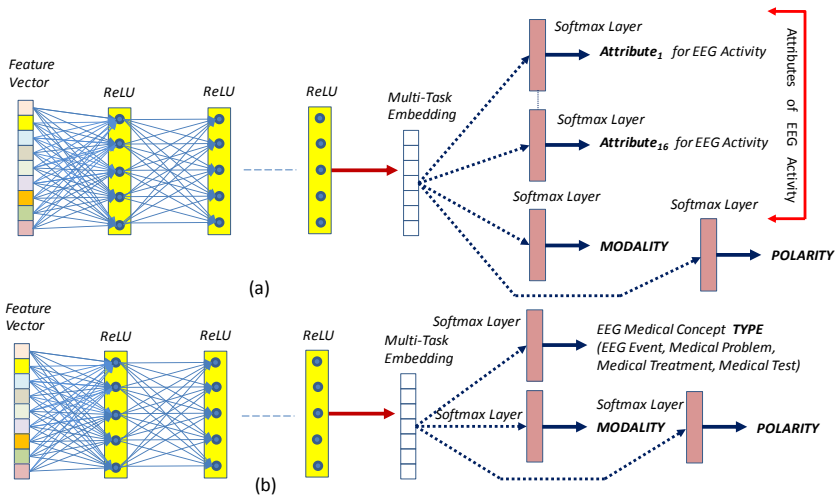 Feature
Vector
ReLU
ReLU
ReLU
Multi-Task
Embedding
Softmax Layer
Attribute1 for EEG Activity
Softmax Layer
Attribute16 for EEG Activity
Softmax Layer
MODALITY
Softmax Layer
POLARITY
Attributes of EEG Activity
(a)
Feature
Vector
ReLU
ReLU
ReLU
Multi-Task
Embedding
Softmax Layer
EEG Medical Concept TYPE
(EEG Event, Medical Problem,
Medical Treatment, Medical Test)
Softmax Layer
MODALITY
Softmax Layer
POLARITY
(b)